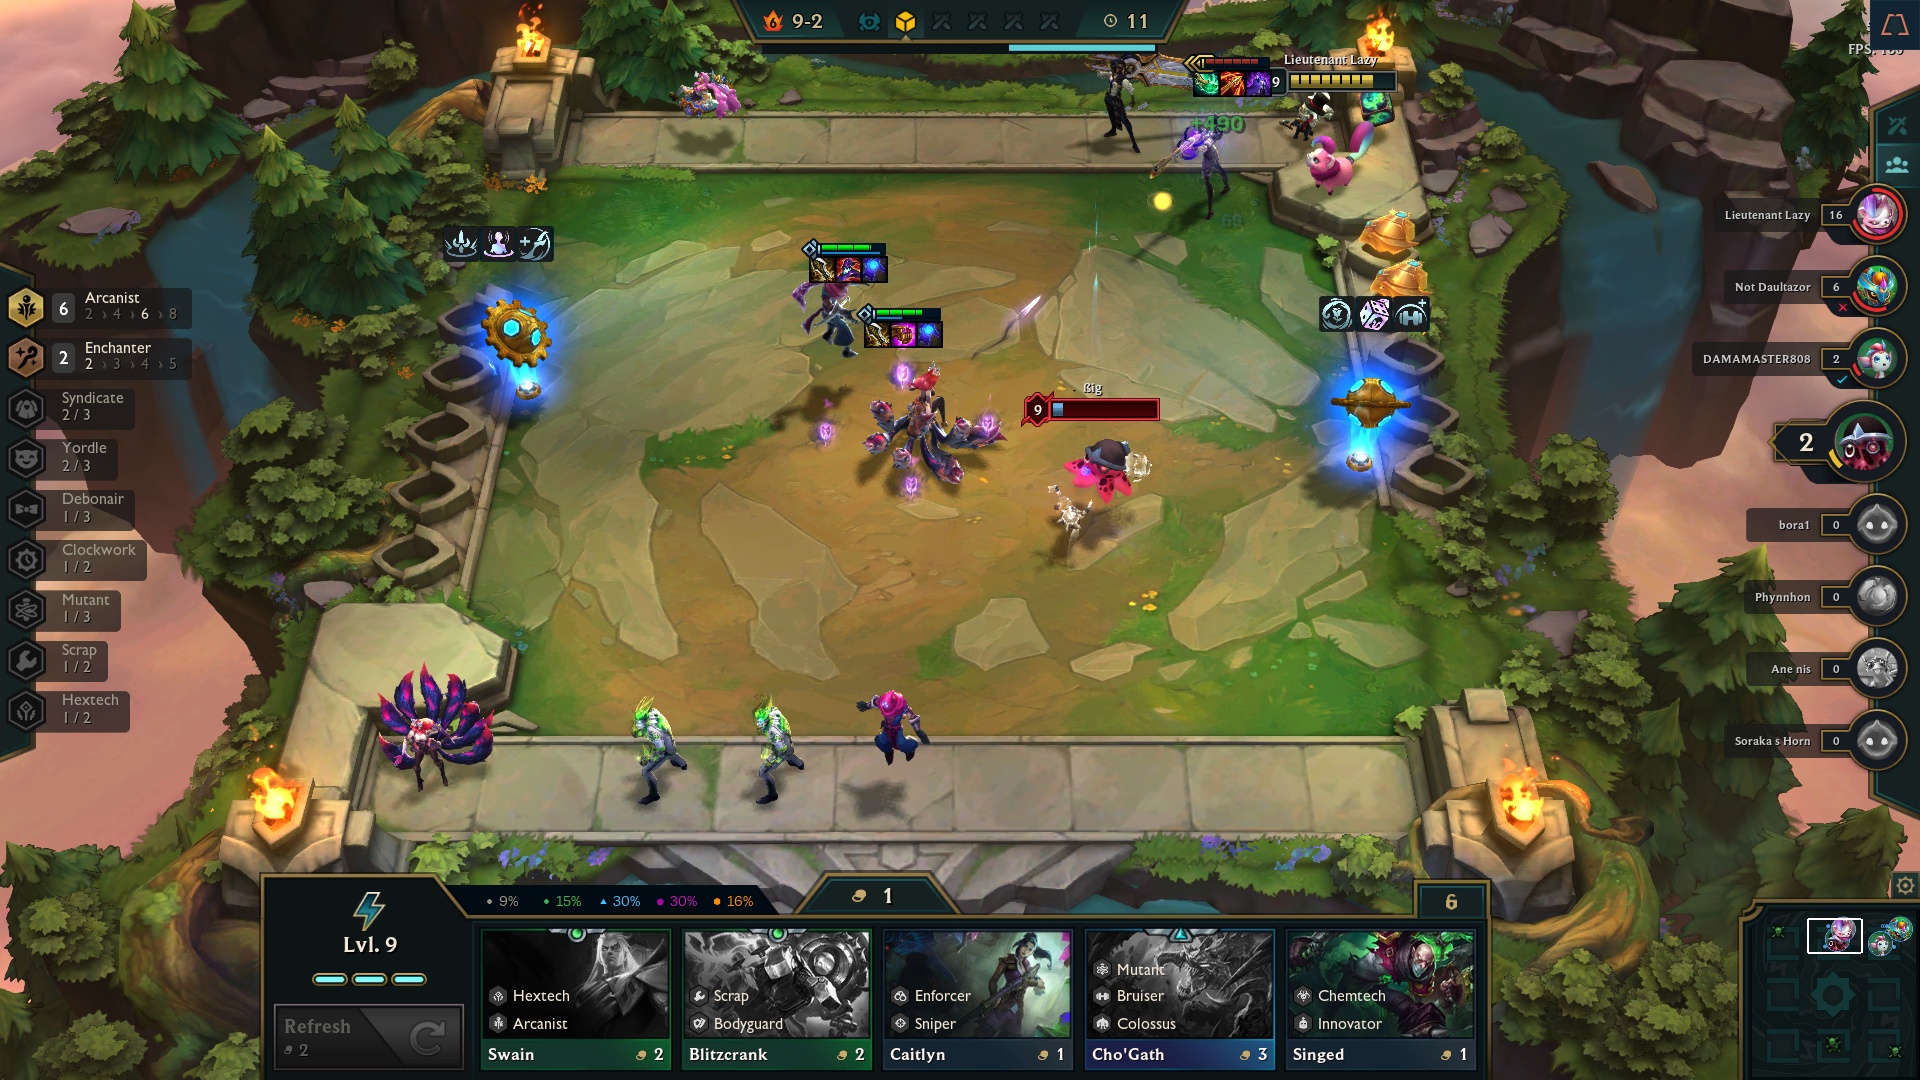 9-2
11
FPS:
Lieutenant Lazy
9
+490
Lieutenant Lazy 16
Not Daultazor 6
DAMAMASTER808 2
2
bora1 0
Phynnhon 0
Ane nis 0
Soraka s Horn 0
6 Arcanist
2 › 4 › 6 › 8
2 Enchanter
2 › 3 › 4 › 5
Syndicate
2 / 3
Yordle
2 / 3
Debonair
1 / 3
Clockwork
1 / 2
Mutant
1 / 3
Scrap
1 / 2
Hextech
1 / 2
ßig
9
9% 15% 30% 30% 16%
1
6
Lvl. 9
Refresh
2
Hextech
Arcanist
Swain 2
Scrap
Bodyguard
Blitzcrank 2
Enforcer
Sniper
Caitlyn 1
Mutant
Bruiser
Colossus
Cho'Gath 3
Chemtech
Innovator
Singed 1